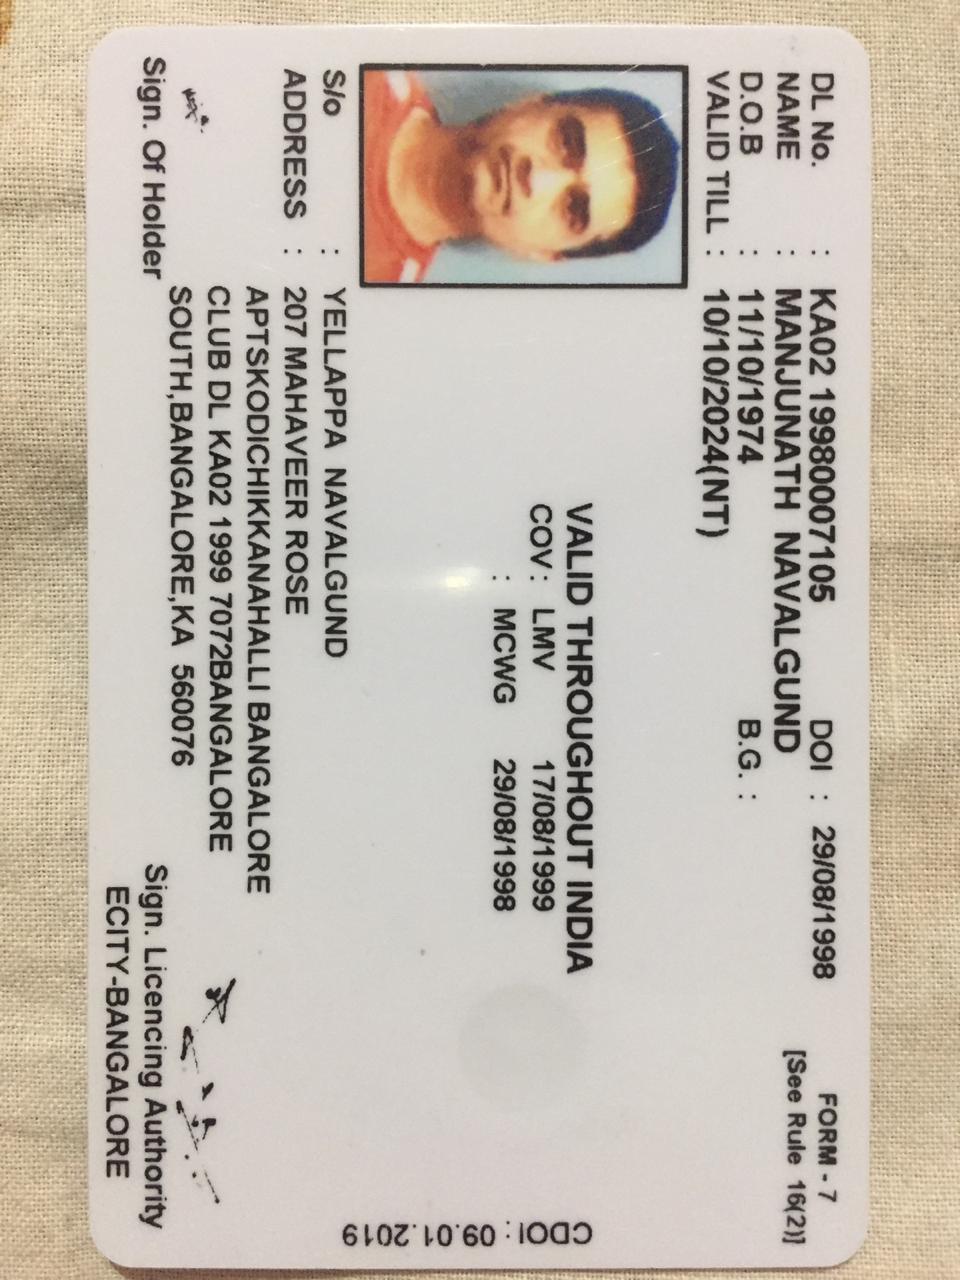 DL No. : KA02 19980007105 DOI : 29/08/1998 FORM - 7
NAME : MANJUNATH NAVALGUND [See Rule 16(2)]
D.O.B : 11/10/1974 B.G. :
VALID TILL : 10/10/2024(NT)
VALID THROUGHOUT INDIA
COV : LMV 17/08/1999
: MCWG 29/08/1998
CDOI : 09.01.2019
S/o : YELLAPPA NAVALGUND
ADDRESS : 207 MAHAVEER ROSE
APTSKODICHIKKANAHALLI BANGALORE
CLUB DL KA02 1999 7072BANGALORE
SOUTH,BANGALORE,KA 560076
Sign. Of Holder
Sign. Licencing Authority
ECITY-BANGALORE